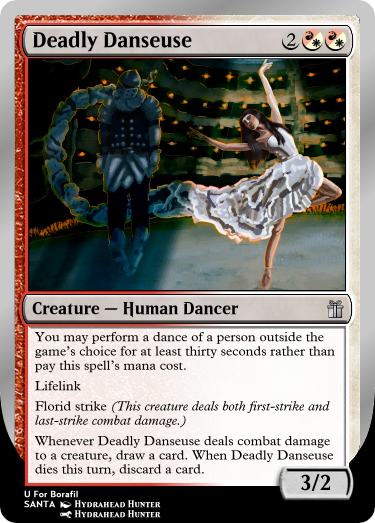 Deadly Danseuse 2
Creature — Human Dancer
You may perform a dance of a person outside the
game's choice for at least thirty seconds rather than
pay this spell's mana cost.
Lifelink
Florid strike (This creature deals both first-strike and
last-strike combat damage.)
Whenever Deadly Danseuse deals combat damage
to a creature, draw a card. When Deadly Danseuse
dies this turn, discard a card.
3/2
U For Borafil
SANTA HYDRAHEAD HUNTER
HYDRAHEAD HUNTER